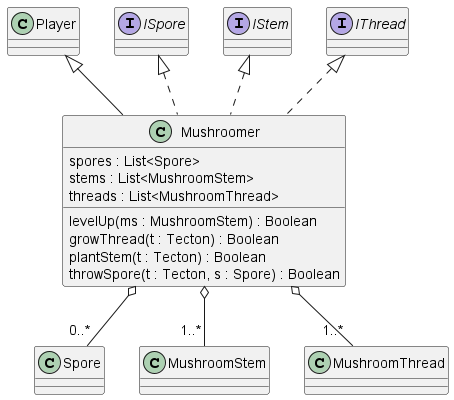 C Player
I ISpore
I IStem
I IThread
C Mushroomer
spores : List<Spore>
stems : List<MushroomStem>
threads : List<MushroomThread>
levelUp(ms : MushroomStem) : Boolean
growThread(t : Tecton) : Boolean
plantStem(t : Tecton) : Boolean
throwSpore(t : Tecton, s : Spore) : Boolean
0..*
1..*
1..*
C Spore
C MushroomStem
C MushroomThread